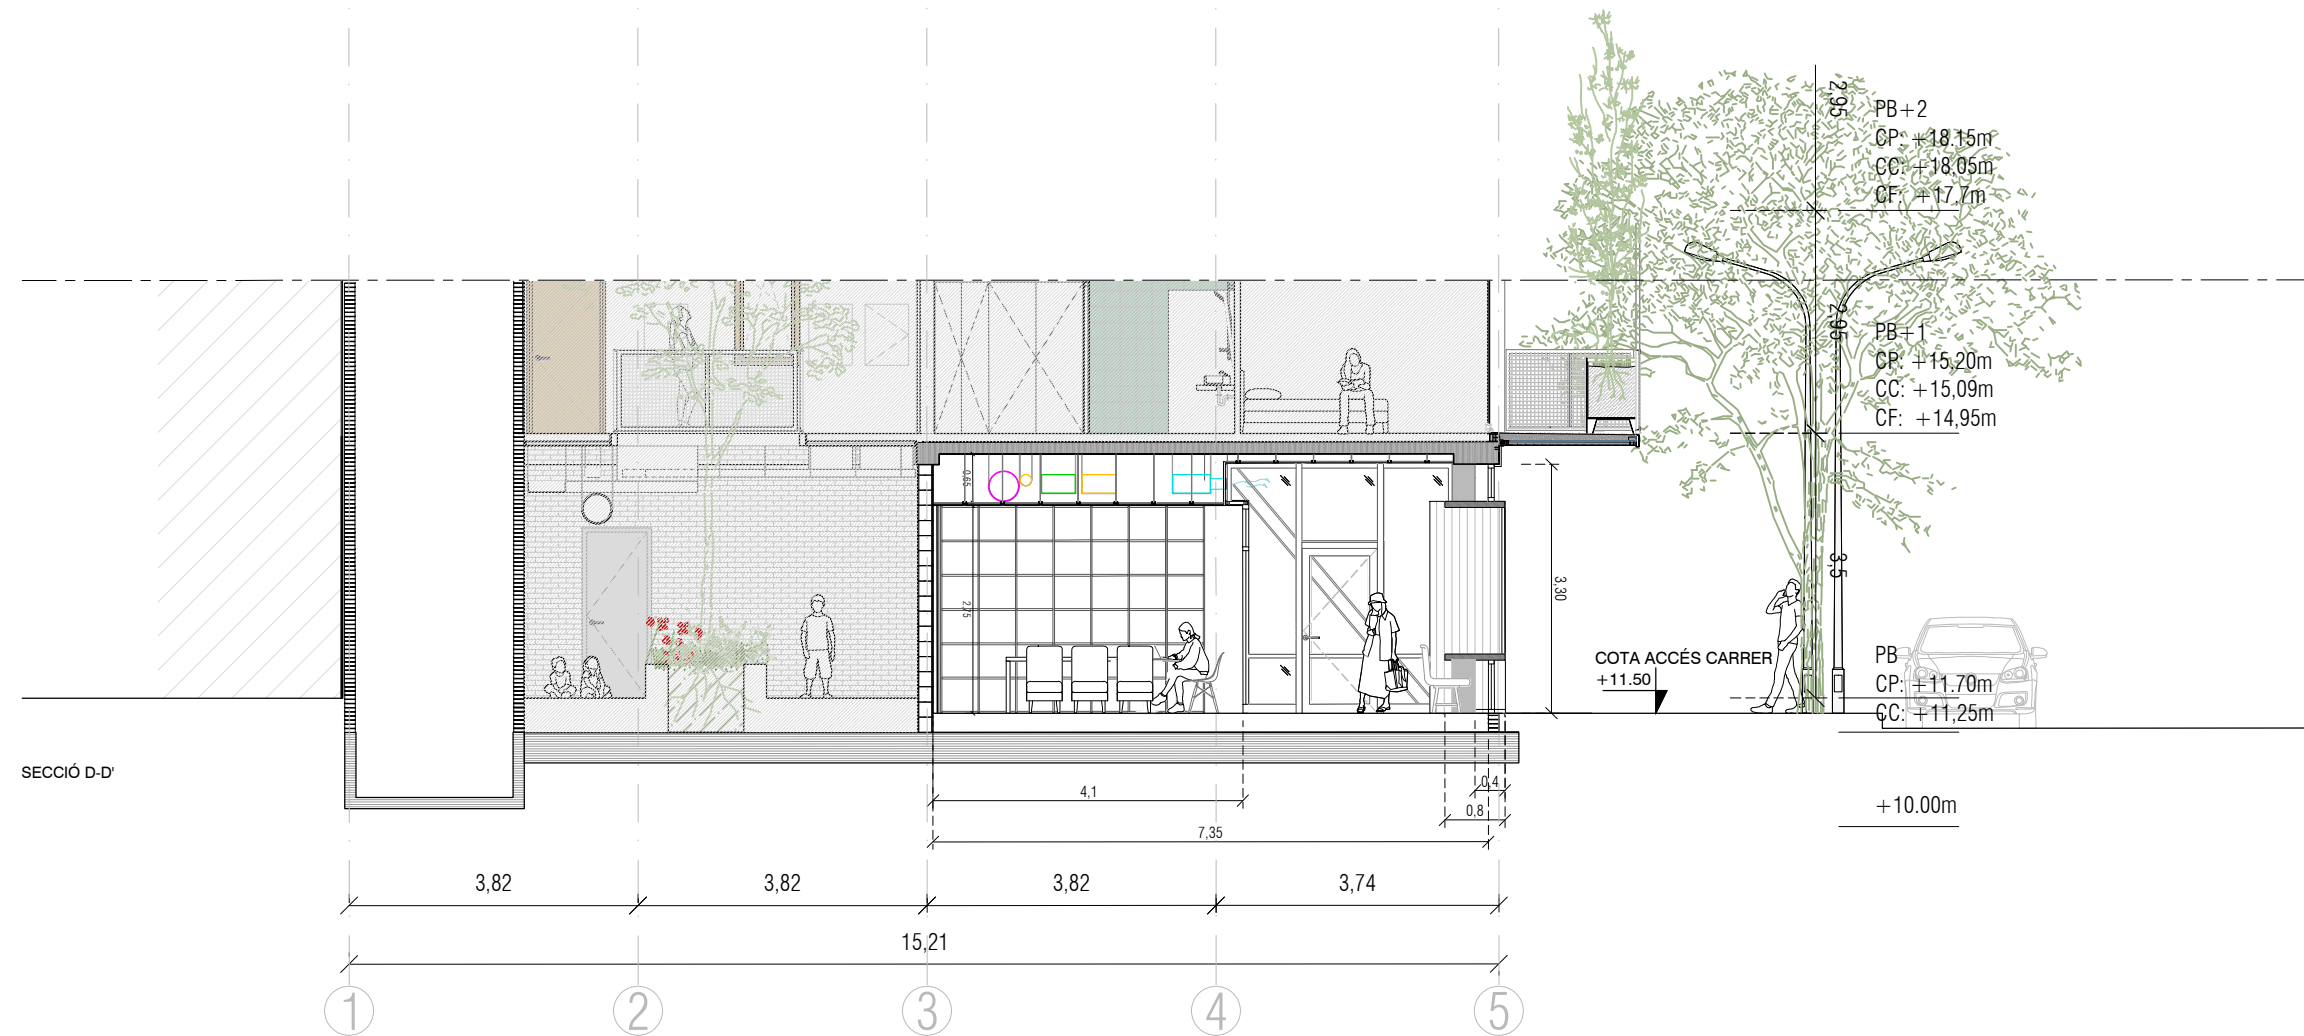 2,95
PB+2
CP: +18.15m
CC: +18,05m
CF: +17,7m
2,95
PB+1
CP: +15,20m
CC: +15,09m
CF: +14,95m
0,65
3,5
3,30
2,75
COTA ACCÉS CARRER
+11.50
PB
CP: +11.70m
CC: +11,25m
SECCIÓ D-D'
0,4
4,1
0,8
+10.00m
7,35
3,82
3,82
3,82
3,74
15,21
1
2
3
4
5